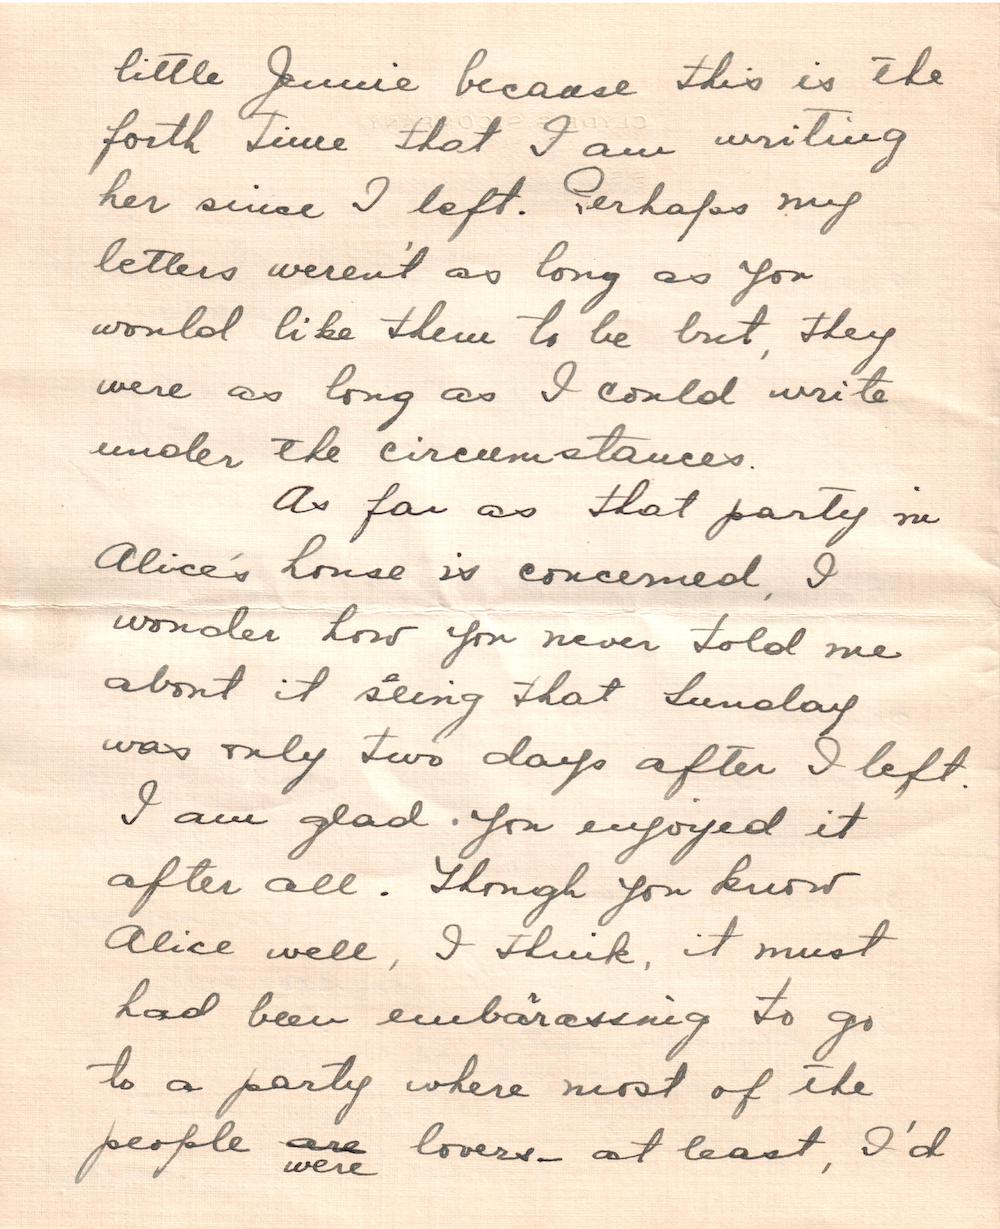 little Jennie because this is the
forth time that I am writing
her since I left. Perhaps my
letters weren't as long as you
would like them to be but, they
were as long as I could write
under the circumstances.
As far as that party in
Alice's house is concerned, I
wonder how you never told me
about it seing that Sunday
was only two days after I left.
I am glad you enjoyed it
after all. Though you know
Alice well, I think, it must
had been embarassing to go
to a party where most of the
people are lovers - at least, I'd
were